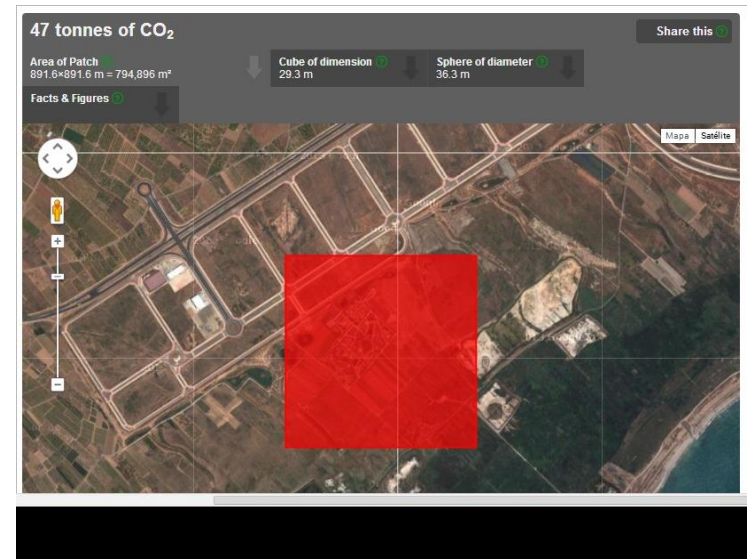 47 tonnes of CO₂
Share this ?
Area of Patch ?
891.6×891.6 m = 794,896 m²
Cube of dimension ?
29.3 m
Sphere of diameter ?
36.3 m
Facts & Figures ?
Mapa Satélite